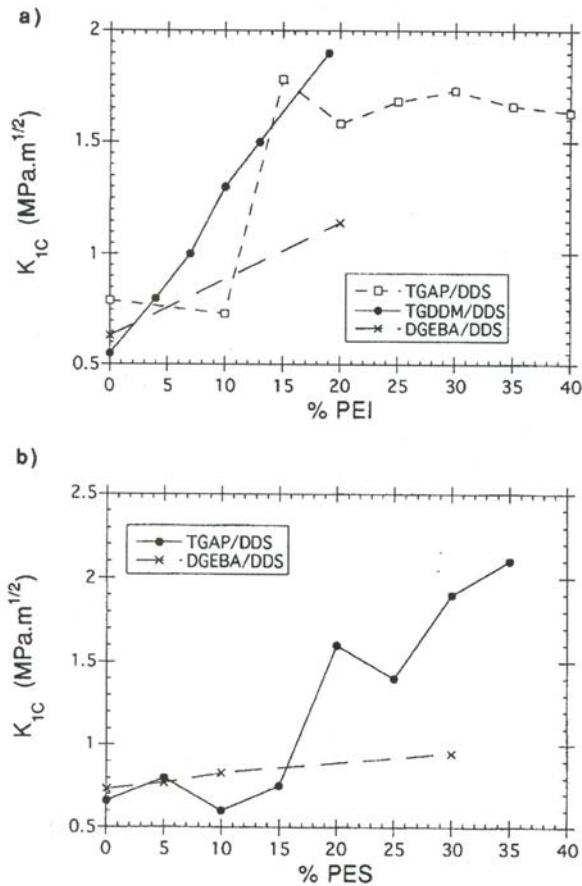 a)
2
1.5
1
0.5
K1C (MPa.m1/2)
TGAP/DDS
TGDDM/DDS
DGEBA/DDS
0 5 10 15 20 25 30 35 40
% PEI
b)
2.5
2
1.5
1
0.5
K1C (MPa.m1/2)
TGAP/DDS
DGEBA/DDS
0 5 10 15 20 25 30 35 40
% PES